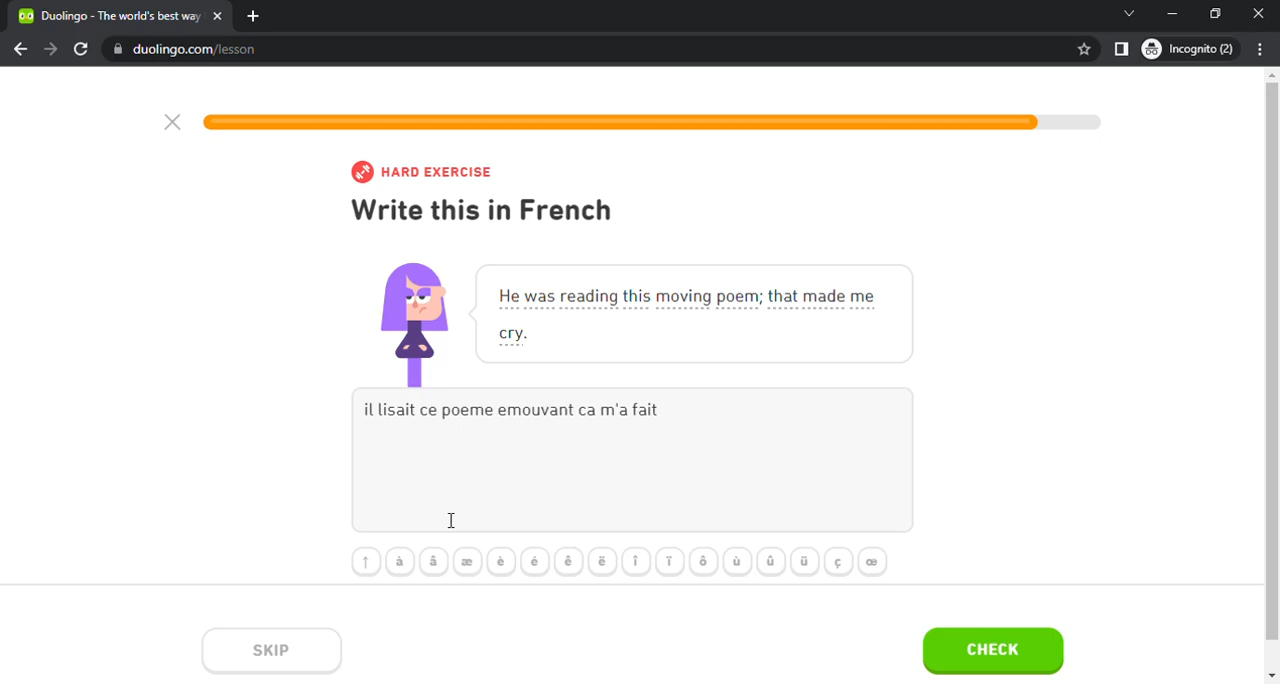 Duolingo - The world's best way
duolingo.com/lesson
Incognito (2)
HARD EXERCISE
Write this in French
He was reading this moving poem; that made me
cry.
il lisait ce poeme emouvant ca m'a fait
↑ à â æ è é ê ë î ï ô ù û ü ç œ
SKIP
CHECK